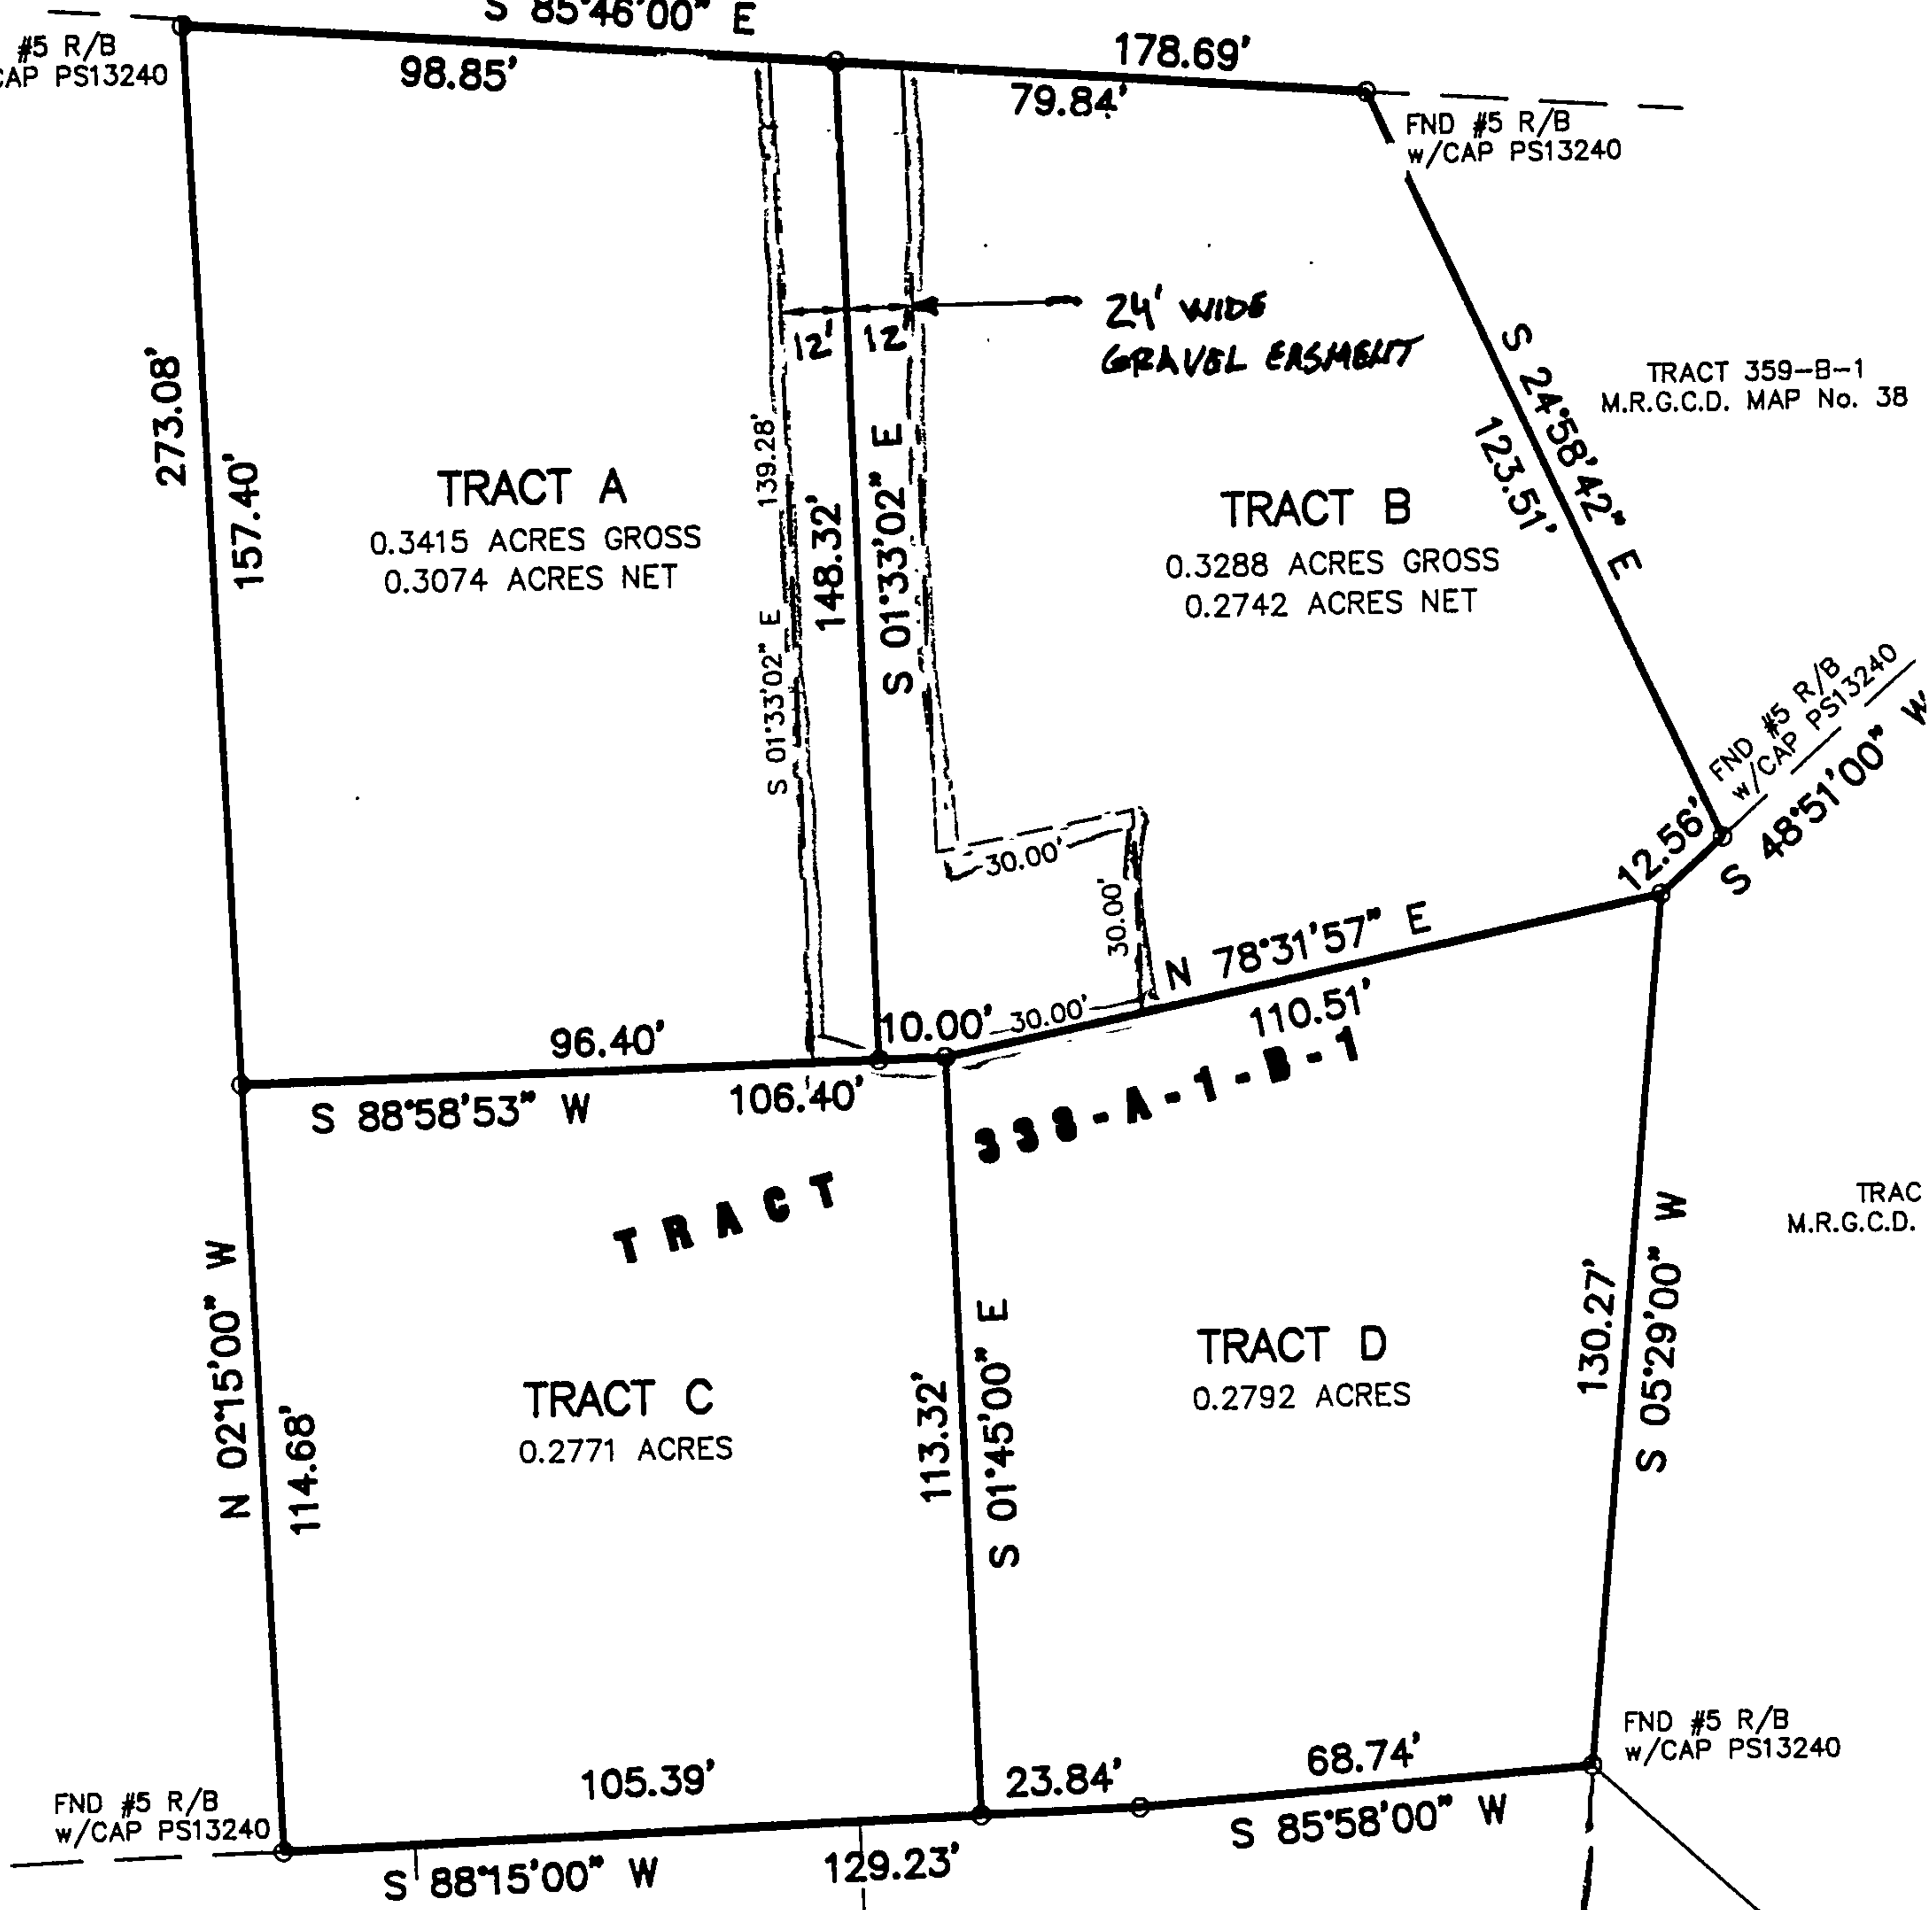 S 85°46'00" E
#5 R/B
CAP PS13240
98.85'
178.69'
79.84'
FND #5 R/B
w/CAP PS13240
24' WIDE
GRAVEL EASMENT
12' 12'
TRACT 359-B-1
M.R.G.C.D. MAP No. 38
S 24°58'42" E
123.51'
273.08'
157.40'
TRACT A
0.3415 ACRES GROSS
0.3074 ACRES NET
S 01°33'02" E 139.28'
148.32'
S 01°33'02" E
TRACT B
0.3288 ACRES GROSS
0.2742 ACRES NET
FND #5 R/B
w/CAP PS13240
12.56'
S 48°51'00" W
30.00'
30.00'
30.00'
N 78°31'57" E
110.51'
96.40'
10.00'
S 88°58'53" W
106.40'
TRACT 338-A-1-B-1
TRAC
M.R.G.C.D.
N 02°15'00" W
114.68'
TRACT C
0.2771 ACRES
113.32'
S 01°45'00" E
TRACT D
0.2792 ACRES
130.27'
S 05°29'00" W
FND #5 R/B
w/CAP PS13240
FND #5 R/B
w/CAP PS13240
105.39'
23.84'
68.74'
S 85°58'00" W
S 88°15'00" W
129.23'